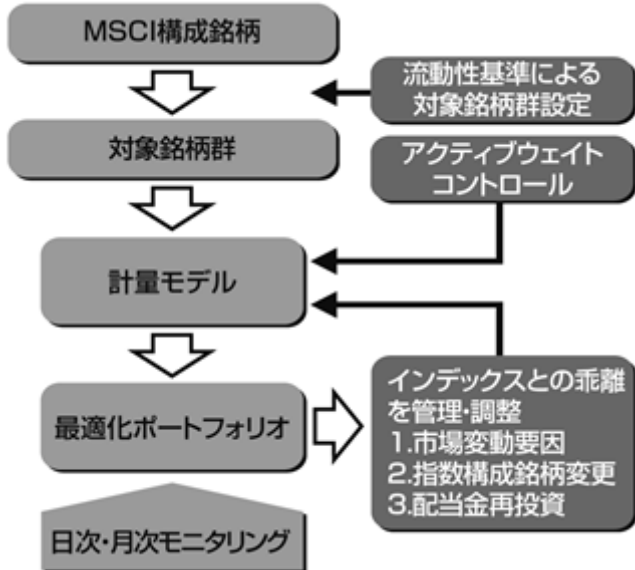 MSCI構成銘柄
流動性基準による
対象銘柄群設定
対象銘柄群
アクティブウェイト
コントロール
計量モデル
最適化ポートフォリオ
インデックスとの乖離
を管理・調整
1.市場変動要因
2.指数構成銘柄変更
3.配当金再投資
日次・月次モニタリング